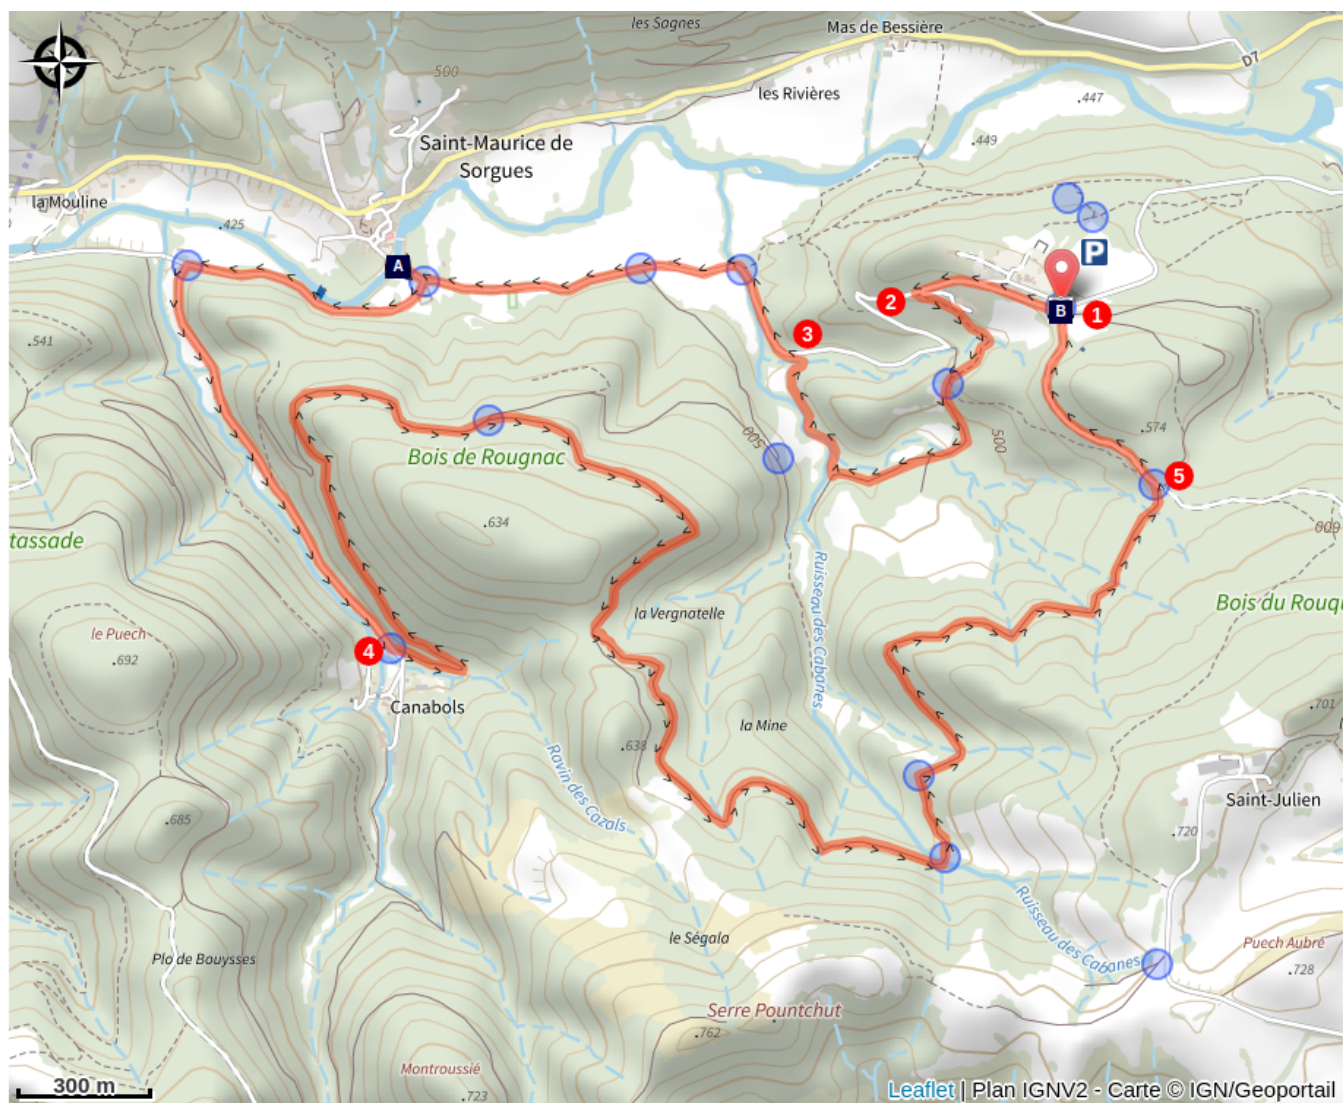 les Sagnes
Mas de Bessière
D7
500
les Rivières
.447
Saint-Maurice de
Sorgues
.449
la Mouline
.425
A
P
B
1
2
3
.541
.574
500
500
Bois de Rougnac
5
.634
tassade
600
Ruisseau des Cabanes
la Vergnatelle
Bois du Rouqu
le Puech
.692
4
Canabols
.701
la Mine
.638
Ravin des Cazals
Saint-Julien
.685
.720
Ruisseau des Cabanes
le Ségala
Puech Aubré
.728
Plo de Bouysses
Serre Pountchut
.762
Montroussié
.723
300 m
Leaflet | Plan IGNV2 - Carte © IGN/Geoportail